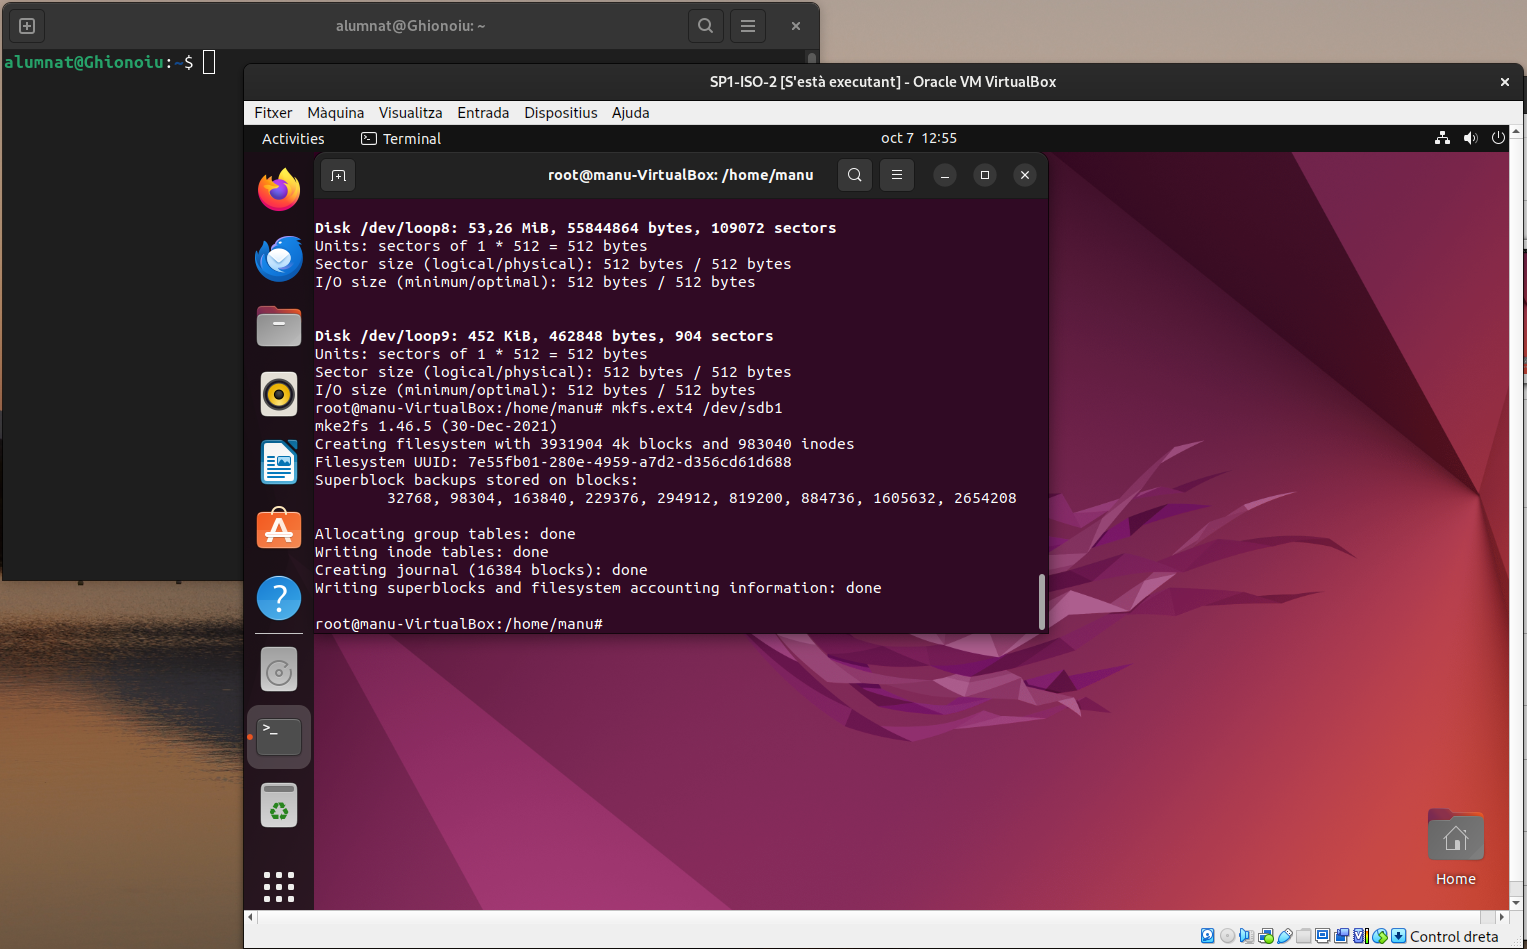 alumnat@Ghionoiu: ~
alumnat@Ghionoiu:~$
SP1-ISO-2 [S'està executant] - Oracle VM VirtualBox
Fitxer Màquina Visualitza Entrada Dispositius Ajuda
Activities Terminal oct 7 12:55
root@manu-VirtualBox: /home/manu
Disk /dev/loop8: 53,26 MiB, 55844864 bytes, 109072 sectors
Units: sectors of 1 * 512 = 512 bytes
Sector size (logical/physical): 512 bytes / 512 bytes
I/O size (minimum/optimal): 512 bytes / 512 bytes
Disk /dev/loop9: 452 KiB, 462848 bytes, 904 sectors
Units: sectors of 1 * 512 = 512 bytes
Sector size (logical/physical): 512 bytes / 512 bytes
I/O size (minimum/optimal): 512 bytes / 512 bytes
root@manu-VirtualBox:/home/manu# mkfs.ext4 /dev/sdb1
mke2fs 1.46.5 (30-Dec-2021)
Creating filesystem with 3931904 4k blocks and 983040 inodes
Filesystem UUID: 7e55fb01-280e-4959-a7d2-d356cd61d688
Superblock backups stored on blocks:
32768, 98304, 163840, 229376, 294912, 819200, 884736, 1605632, 2654208
Allocating group tables: done
Writing inode tables: done
Creating journal (16384 blocks): done
Writing superblocks and filesystem accounting information: done
root@manu-VirtualBox:/home/manu#
Home
Control dreta